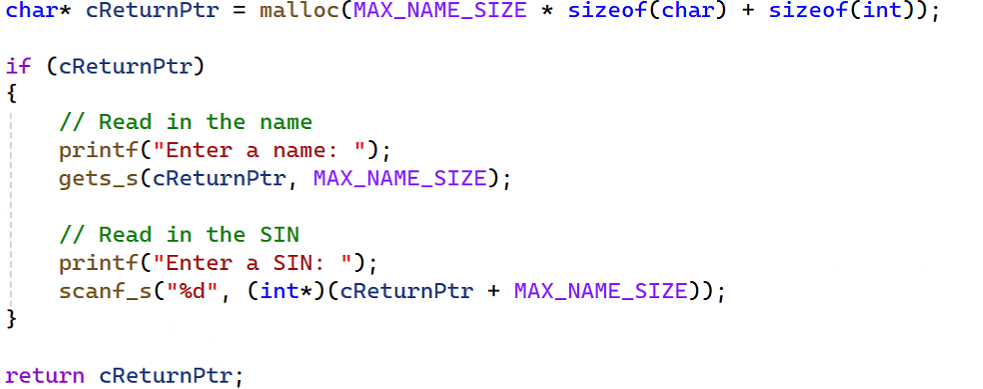 char* cReturnPtr = malloc(MAX_NAME_SIZE * sizeof(char) + sizeof(int));
if (cReturnPtr)
{
// Read in the name
printf("Enter a name: ");
gets_s(cReturnPtr, MAX_NAME_SIZE);
// Read in the SIN
printf("Enter a SIN: ");
scanf_s("%d", (int*)(cReturnPtr + MAX_NAME_SIZE));
}
return cReturnPtr;